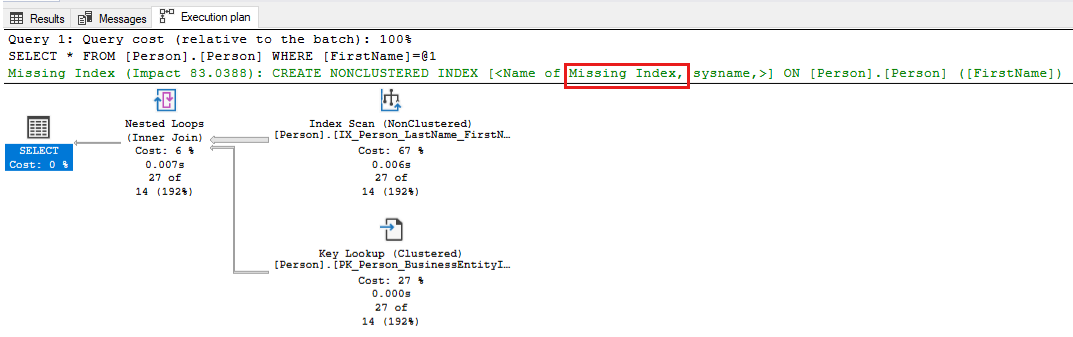 Results Messages Execution plan
Query 1: Query cost (relative to the batch): 100%
SELECT * FROM [Person].[Person] WHERE [FirstName]=@1
Missing Index (Impact 83.0388): CREATE NONCLUSTERED INDEX [<Name of Missing Index, sysname,>] ON [Person].[Person] ([FirstName])
SELECT
Cost: 0 %
Nested Loops
(Inner Join)
Cost: 6 %
0.007s
27 of
14 (192%)
Index Scan (NonClustered)
[Person].[IX_Person_LastName_FirstN…
Cost: 67 %
0.006s
27 of
14 (192%)
Key Lookup (Clustered)
[Person].[PK_Person_BusinessEntityI…
Cost: 27 %
0.000s
27 of
14 (192%)